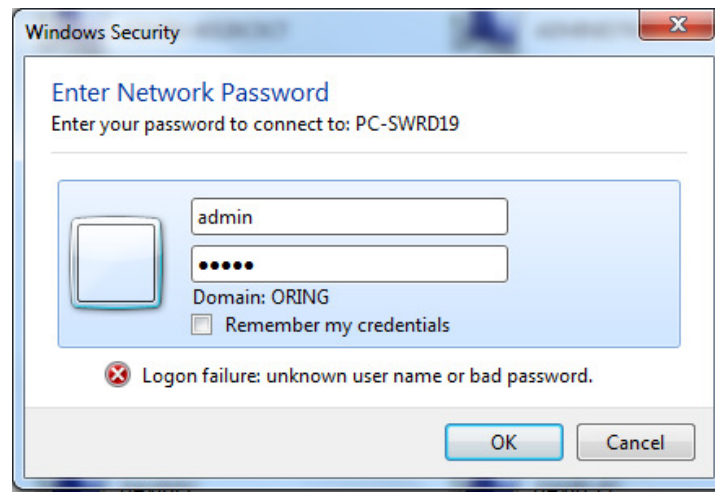 Windows Security
Enter Network Password
Enter your password to connect to: PC-SWRD19
admin
●●●●●
Domain: ORING
Remember my credentials
Logon failure: unknown user name or bad password.
OK
Cancel